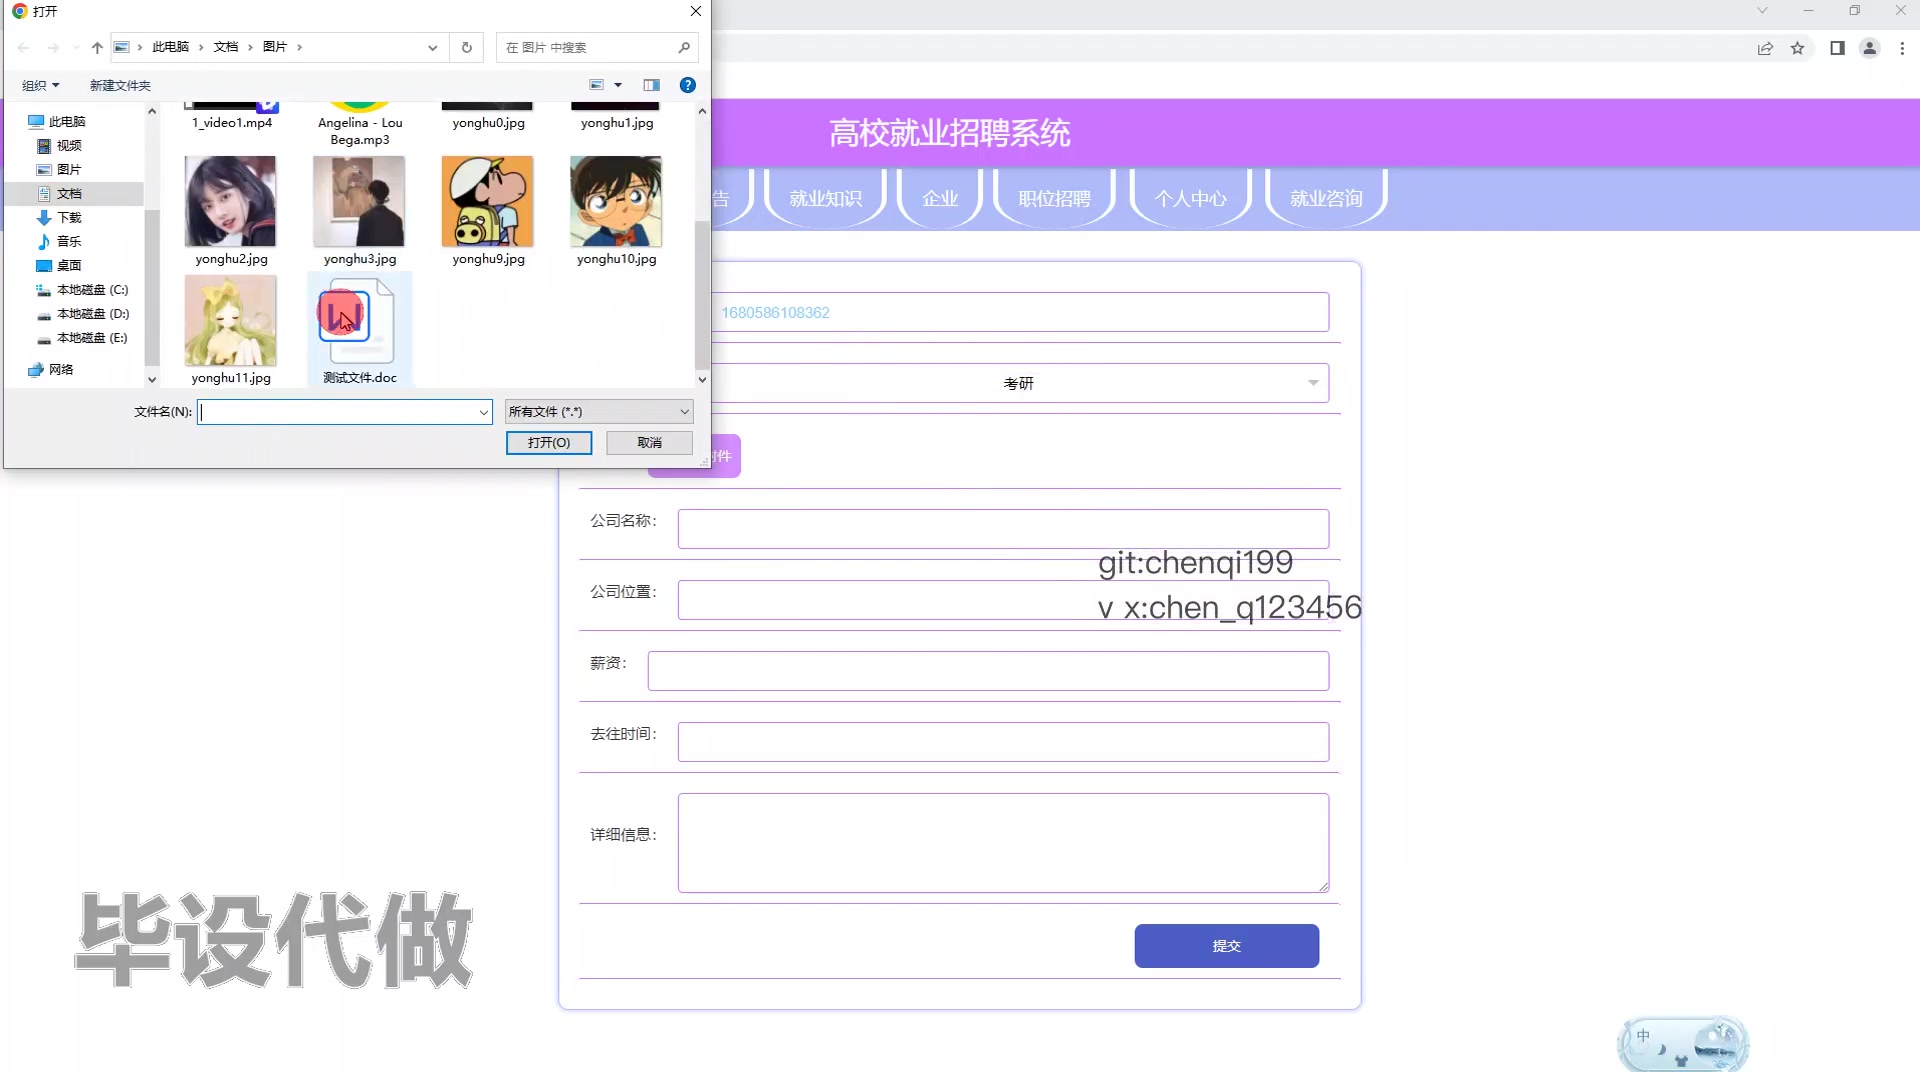 打开
此电脑
文档
图片
在 图片 中搜索
组织
新建文件夹
此电脑
视频
图片
文档
下载
音乐
桌面
本地磁盘 (C:)
本地磁盘 (D:)
本地磁盘 (E:)
网络
1_video1.mp4
Angelina - Lou
Bega.mp3
yonghu0.jpg
yonghu1.jpg
yonghu2.jpg
yonghu3.jpg
yonghu9.jpg
yonghu10.jpg
yonghu11.jpg
测试文件.doc
文件名(N):
所有文件 (*.*)
打开(O)
取消
高校就业招聘系统
告
就业知识
企业
职位招聘
个人中心
就业咨询
1680586108362
考研
件
公司名称：
git:chenqi199
公司位置：
v x:chen_q123456
薪资：
去往时间：
详细信息：
提交
毕设代做
中